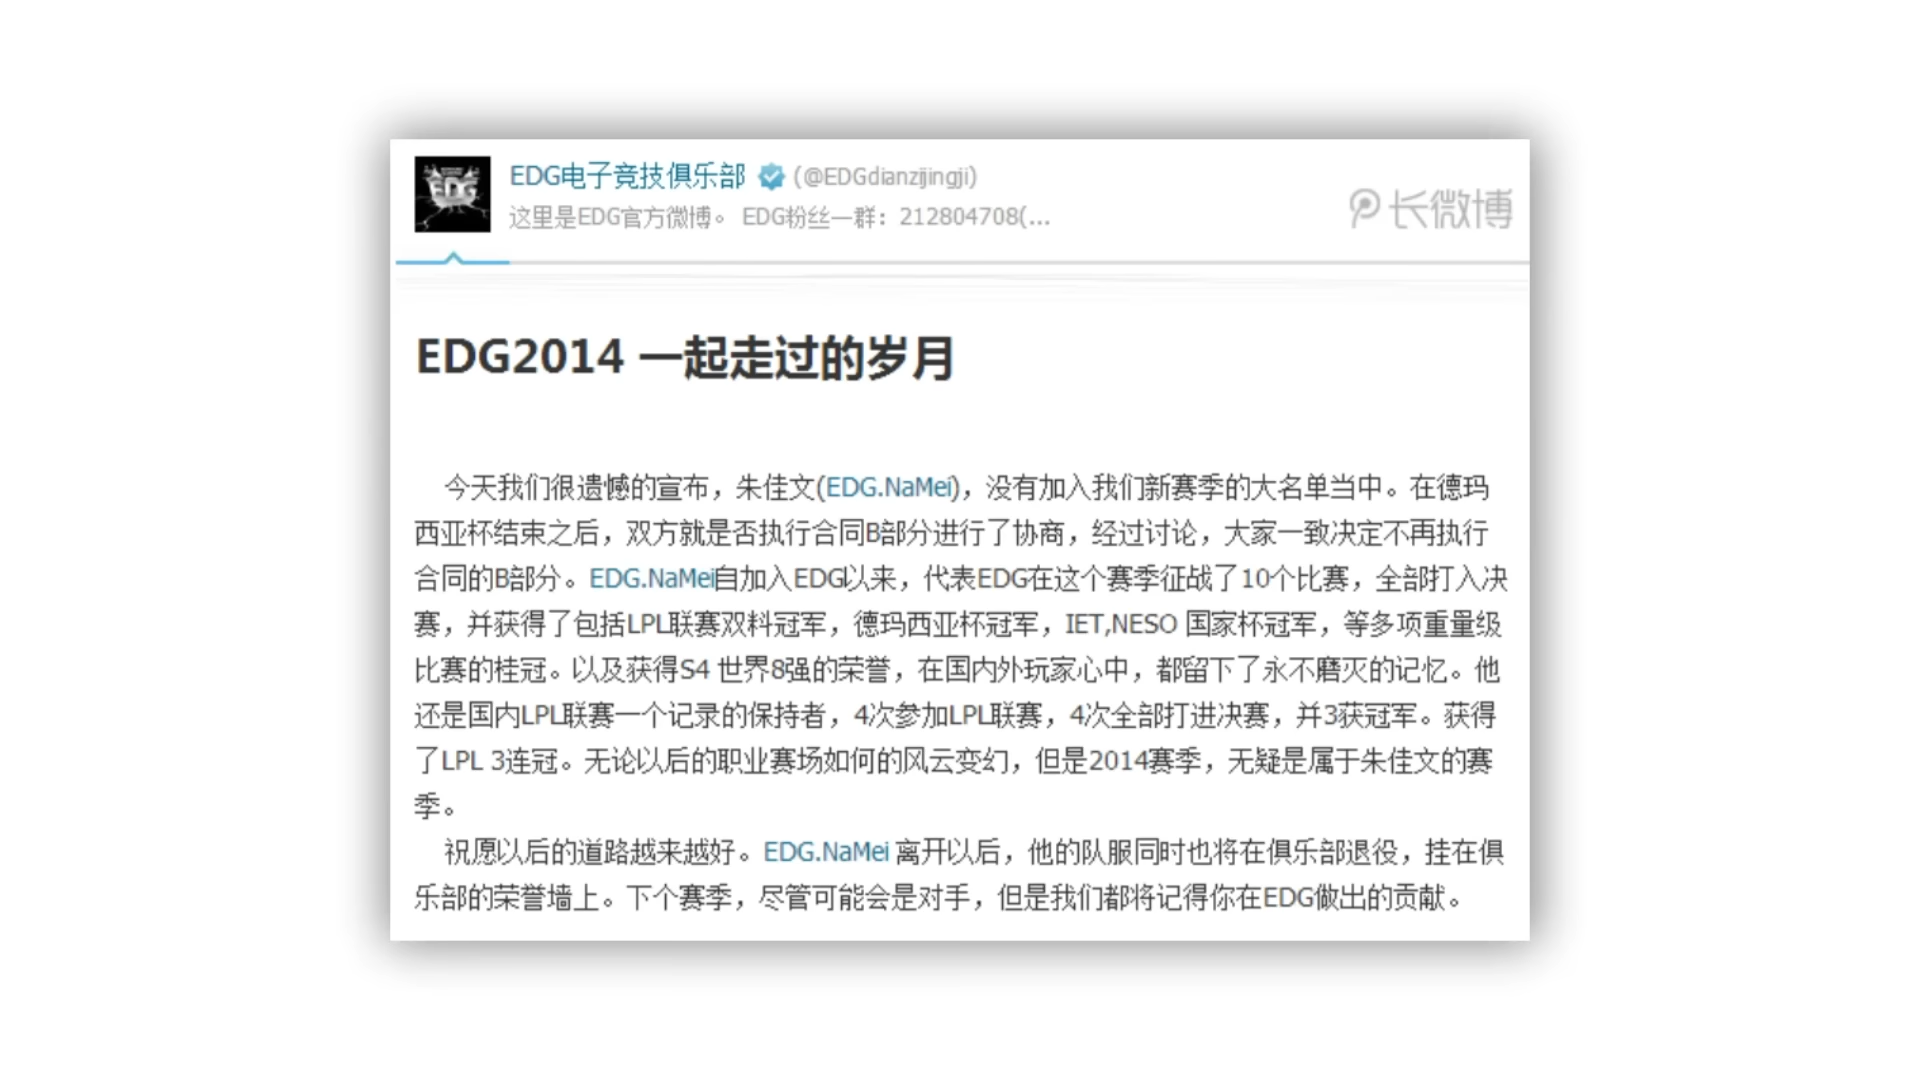 EDG
EDG电子竞技俱乐部 (@EDGdianzijingji)
这里是EDG官方微博。 EDG粉丝一群：212804708(...
长微博
EDG2014 一起走过的岁月
今天我们很遗憾的宣布，朱佳文(EDG.NaMei)，没有加入我们新赛季的大名单当中。在德玛
西亚杯结束之后，双方就是否执行合同B部分进行了协商，经过讨论，大家一致决定不再执行
合同的B部分。EDG.NaMei自加入EDG以来，代表EDG在这个赛季征战了10个比赛，全部打入决
赛，并获得了包括LPL联赛双料冠军，德玛西亚杯冠军，IET,NESO 国家杯冠军，等多项重量级
比赛的桂冠。以及获得S4 世界8强的荣誉，在国内外玩家心中，都留下了永不磨灭的记忆。他
还是国内LPL联赛一个记录的保持者，4次参加LPL联赛，4次全部打进决赛，并3获冠军。获得
了LPL 3连冠。无论以后的职业赛场如何的风云变幻，但是2014赛季，无疑是属于朱佳文的赛
季。
祝愿以后的道路越来越好。EDG.NaMei 离开以后，他的队服同时也将在俱乐部退役，挂在俱
乐部的荣誉墙上。下个赛季，尽管可能会是对手，但是我们都将记得你在EDG做出的贡献。